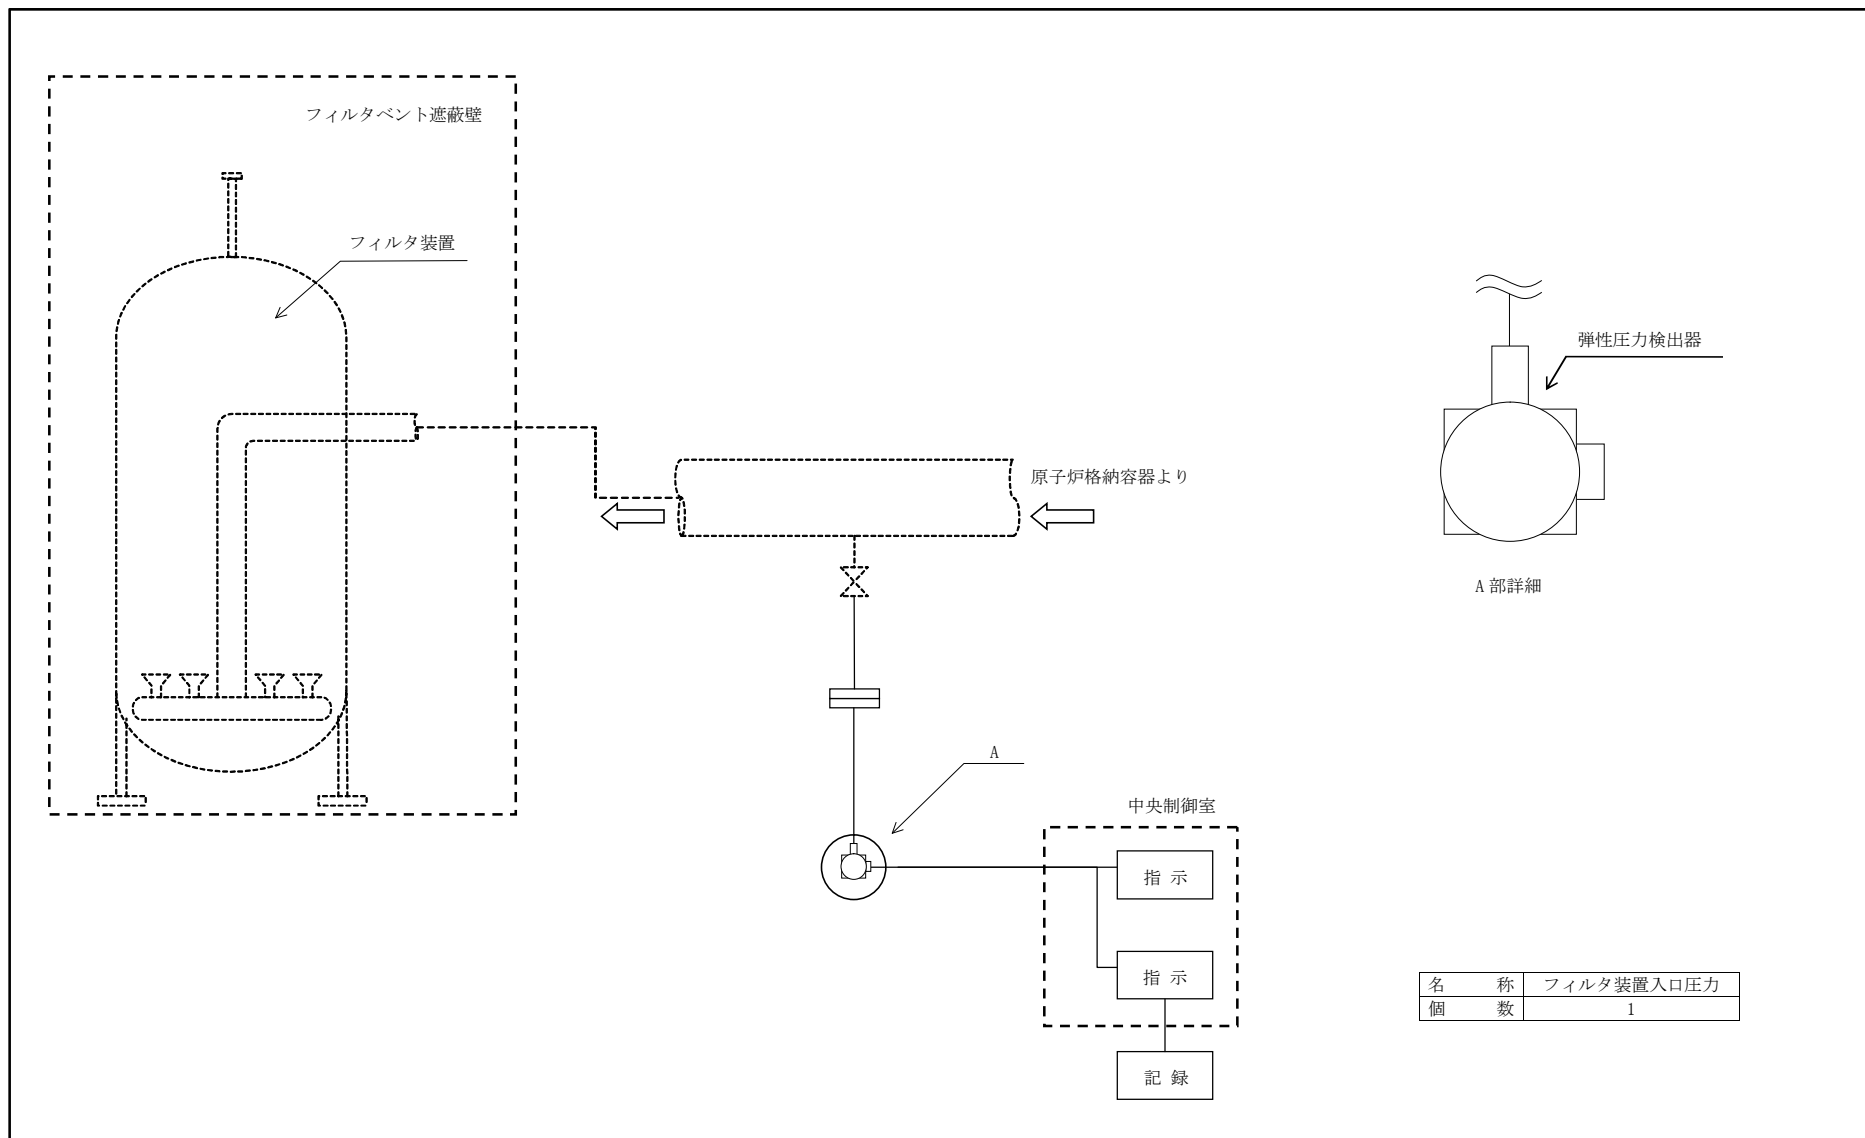 フィルタベント遮蔽壁
フィルタ装置
弾性圧力検出器
原子炉格納容器より
A 部詳細
A
中央制御室
指 示
指 示
名 称 フィルタ装置入口圧力
個 数 1
記 録